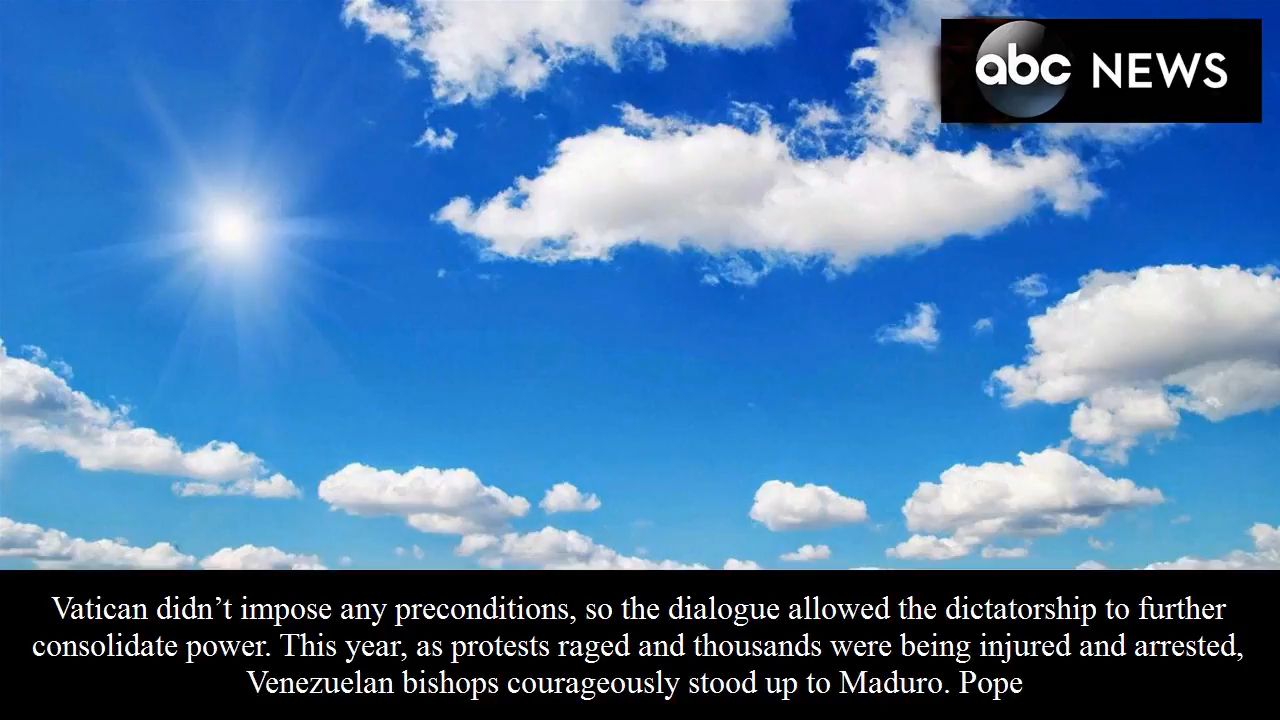 abc NEWS
Vatican didn’t impose any preconditions, so the dialogue allowed the dictatorship to further
consolidate power. This year, as protests raged and thousands were being injured and arrested,
Venezuelan bishops courageously stood up to Maduro. Pope